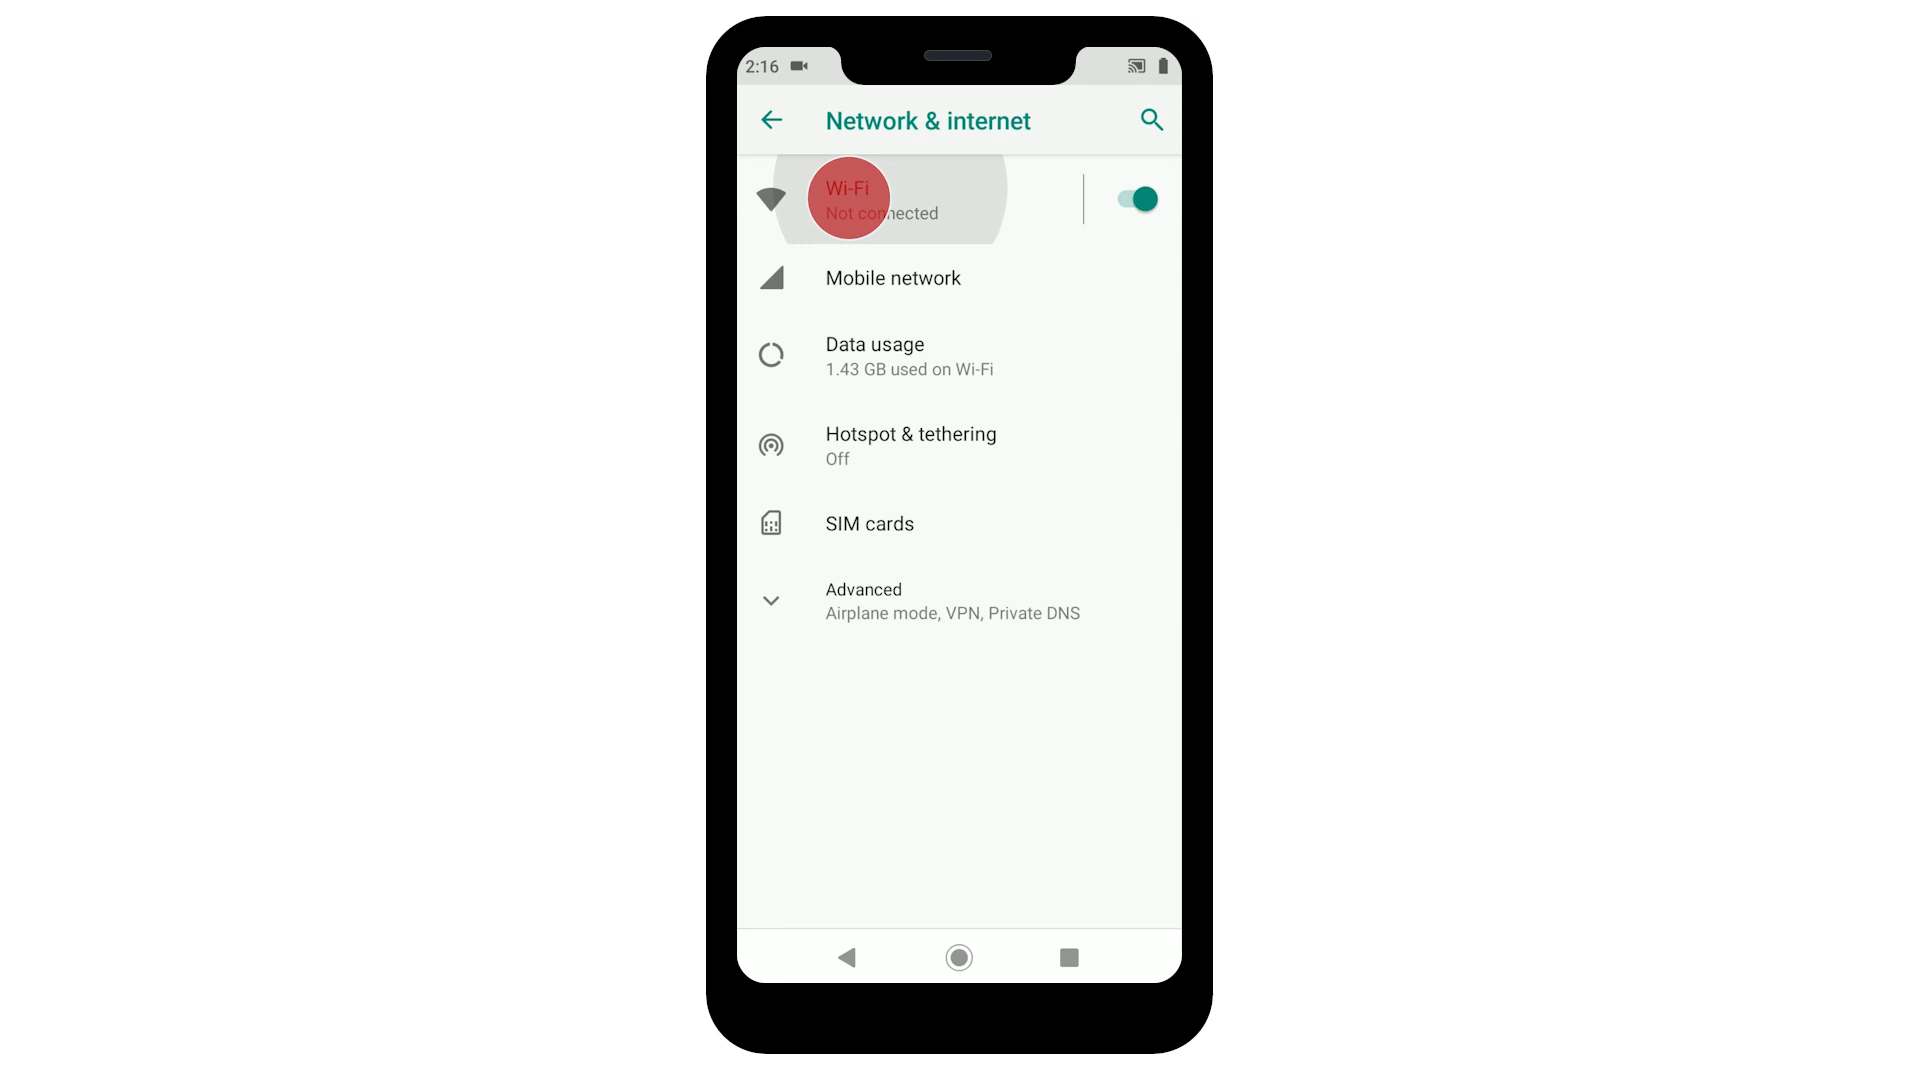 2:16
Network & internet
Wi-Fi
Not connected
Mobile network
Data usage
1.43 GB used on Wi-Fi
Hotspot & tethering
Off
SIM cards
Advanced
Airplane mode, VPN, Private DNS